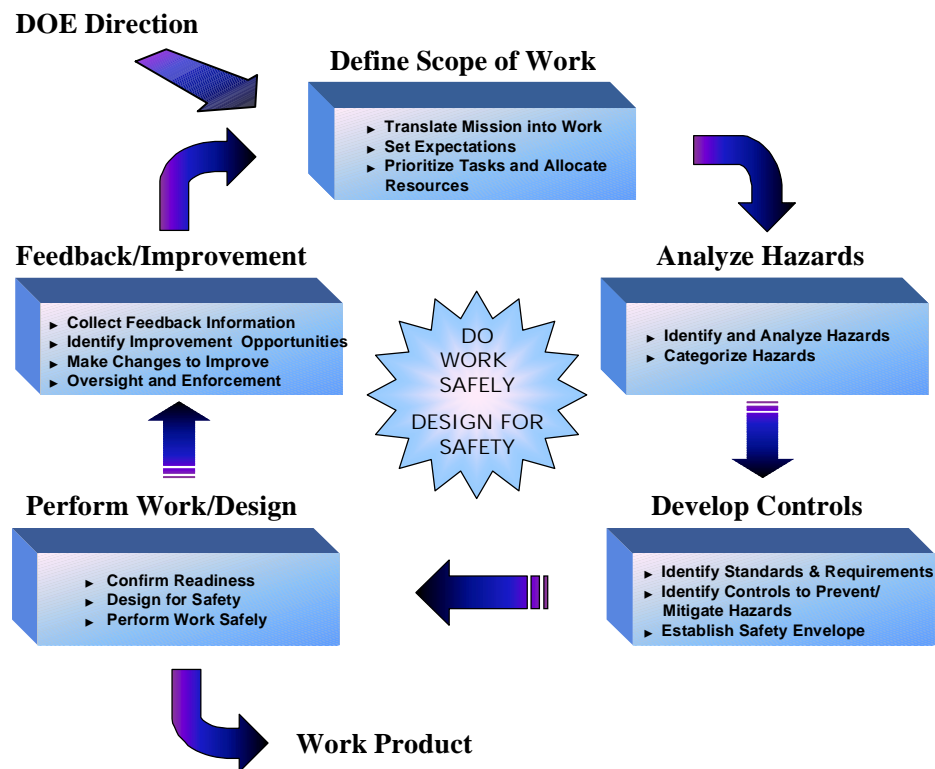 DOE Direction
Define Scope of Work
► Translate Mission into Work
► Set Expectations
► Prioritize Tasks and Allocate
Resources
Analyze Hazards
► Identify and Analyze Hazards
► Categorize Hazards
Develop Controls
► Identify Standards & Requirements
► Identify Controls to Prevent/
Mitigate Hazards
► Establish Safety Envelope
Perform Work/Design
► Confirm Readiness
► Design for Safety
► Perform Work Safely
Feedback/Improvement
► Collect Feedback Information
► Identify Improvement Opportunities
► Make Changes to Improve
► Oversight and Enforcement
DO
WORK
SAFELY
DESIGN FOR
SAFETY
Work Product